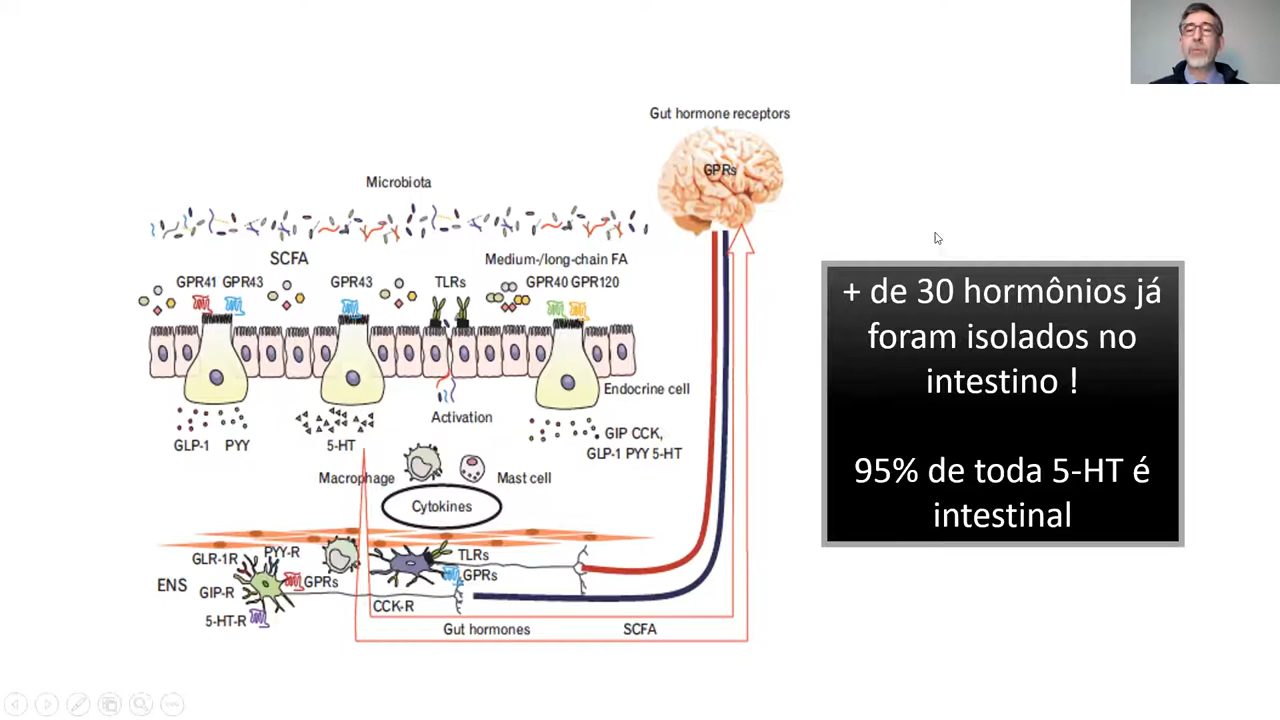 Gut hormone receptors
GPRs
Microbiota
SCFA
Medium-/long-chain FA
GPR41 GPR43
GPR43
TLRs
GPR40 GPR120
Endocrine cell
Activation
GLP-1 PYY
5-HT
GIP CCK,
GLP-1 PYY 5-HT
Macrophage
Mast cell
Cytokines
ENS
GLR-1R
PYY-R
GPRs
GIP-R
5-HT-R
TLRs
GPRs
CCK-R
Gut hormones
SCFA
+ de 30 hormônios já
foram isolados no
intestino !
95% de toda 5-HT é
intestinal